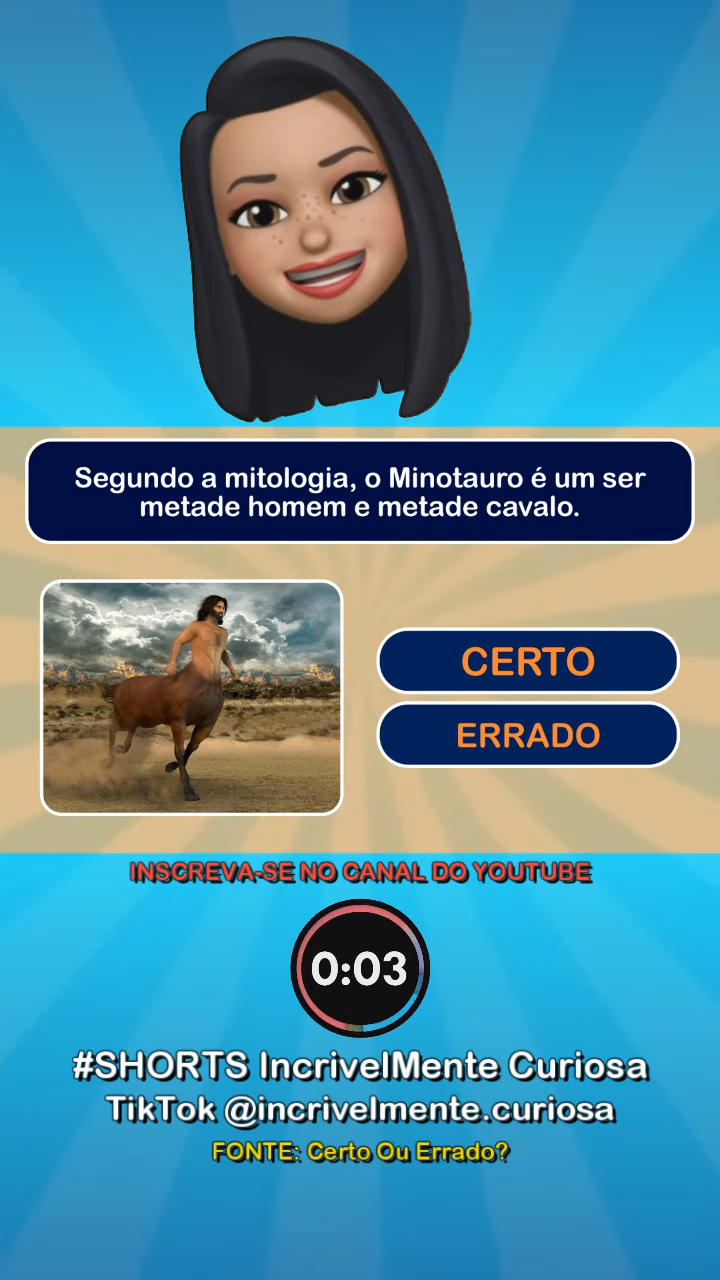 Segundo a mitologia, o Minotauro é um ser
metade homem e metade cavalo.
CERTO
ERRADO
INSCREVA-SE NO CANAL DO YOUTUBE
0:03
#SHORTS IncrivelMente Curiosa
TikTok @incrivelmente.curiosa
FONTE: Certo Ou Errado?